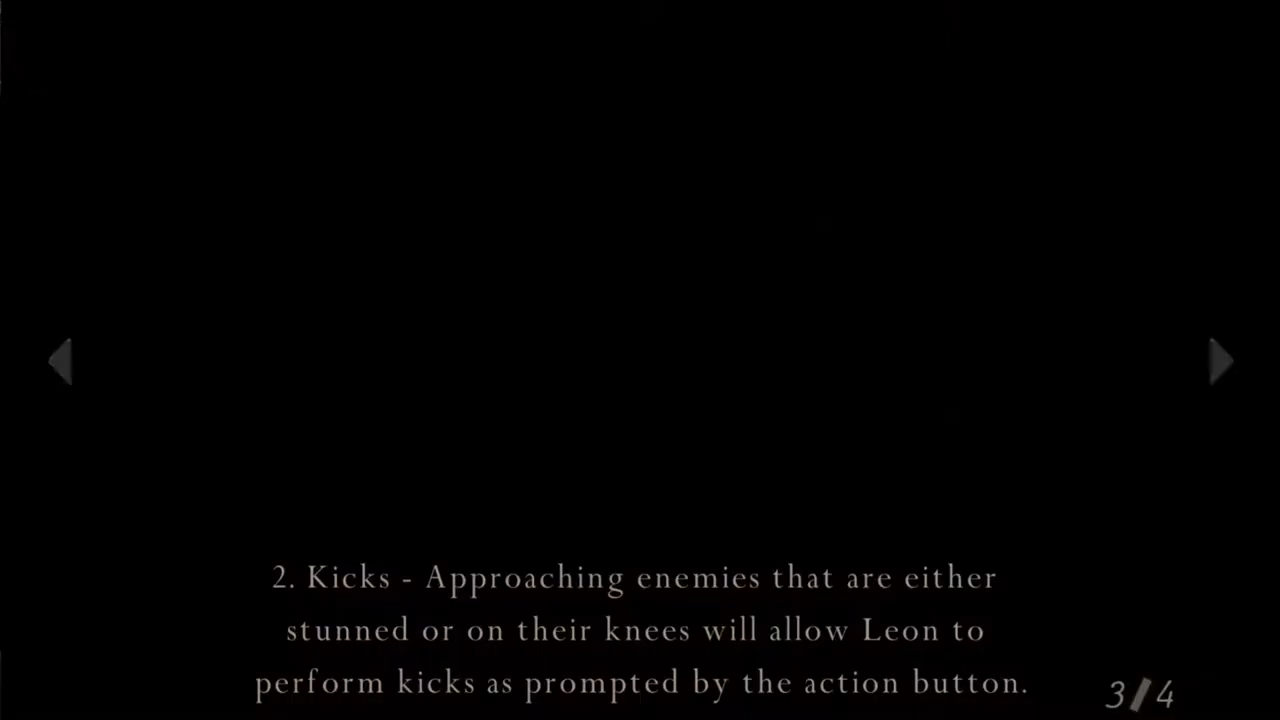 2. Kicks - Approaching enemies that are either
stunned or on their knees will allow Leon to
perform kicks as prompted by the action button.
3/4